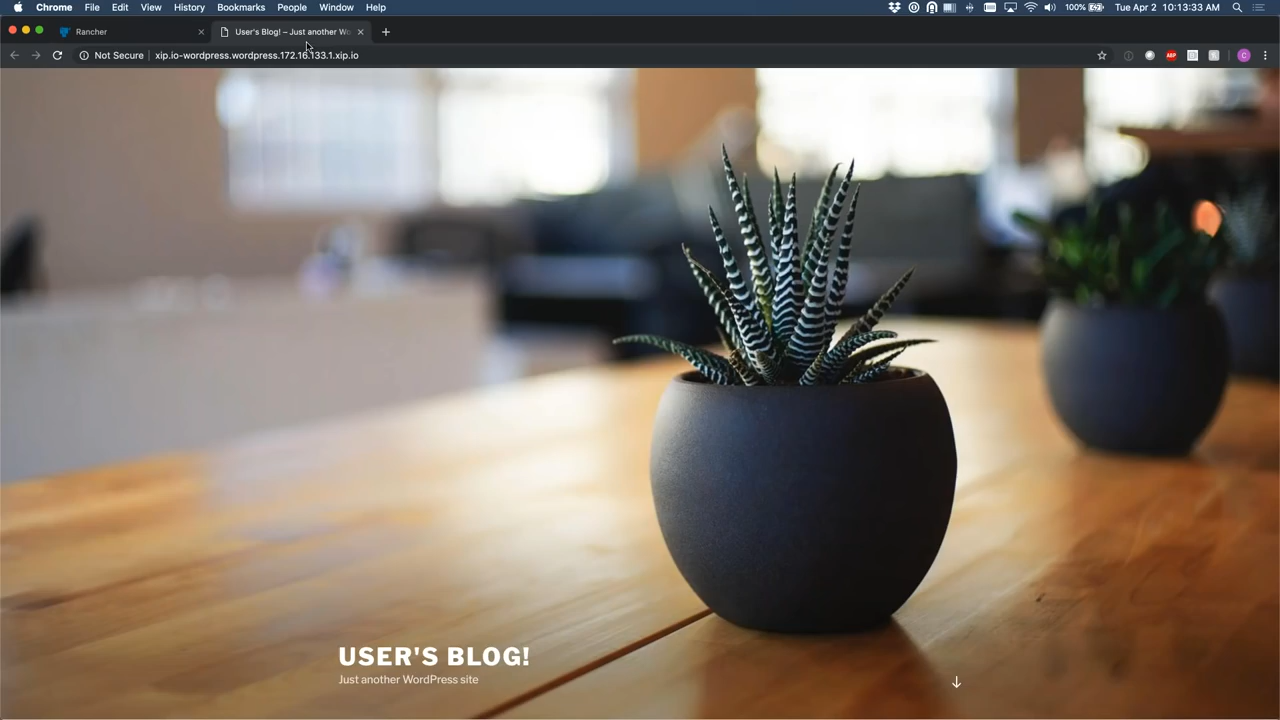 Chrome File Edit View History Bookmarks People Window Help 100% Tue Apr 2 10:13:33 AM
Rancher User's Blog! – Just another Wo
Not Secure xip.io-wordpress.wordpress.172.16.133.1.xip.io ABP C
USER'S BLOG!
Just another WordPress site